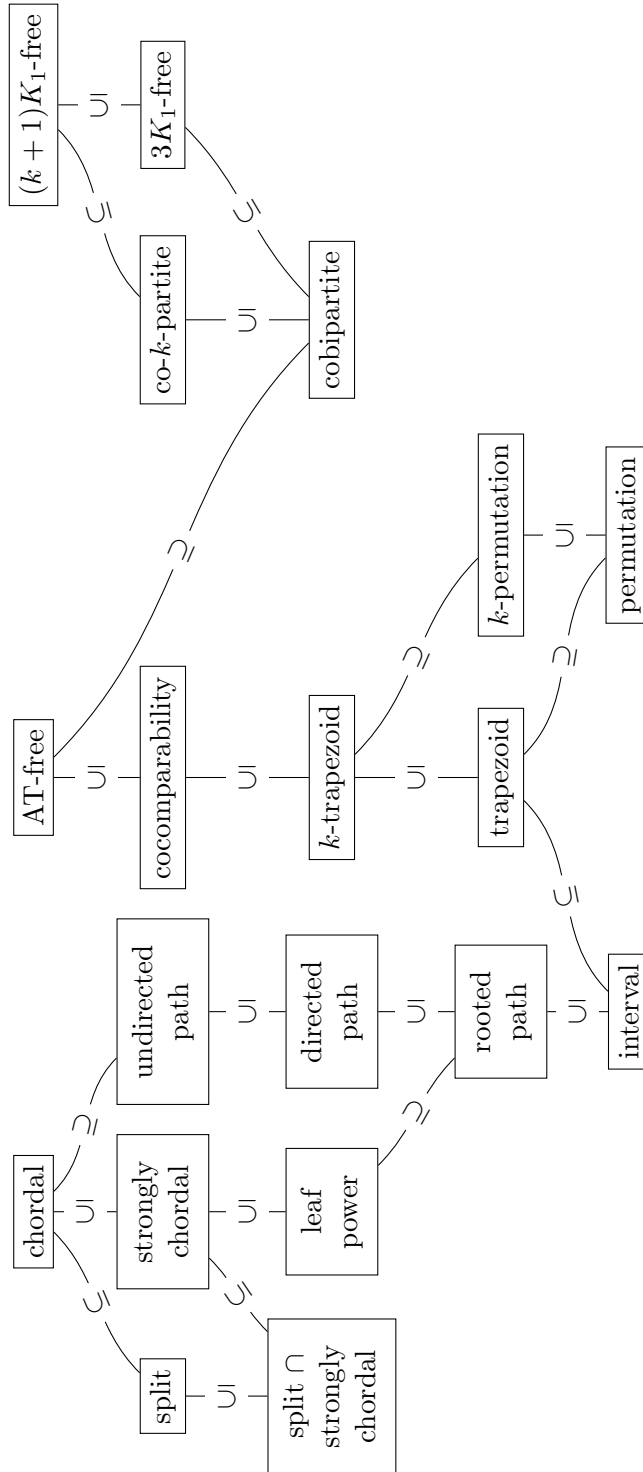 chordal
AT-free
(k + 1)K₁-free
⊆
⊆
⊇
⊆
⊆
⊆
split
strongly
chordal
undirected
path
cocomparability
co-k-partite
3K₁-free
⊆
⊆
⊆
⊆
⊆
⊇
⊆
⊆
split ∩
strongly
chordal
leaf
power
directed
path
k-trapezoid
cobipartite
⊇
⊆
⊆
⊇
rooted
path
trapezoid
k-permutation
⊆
⊆
⊇
⊆
interval
permutation